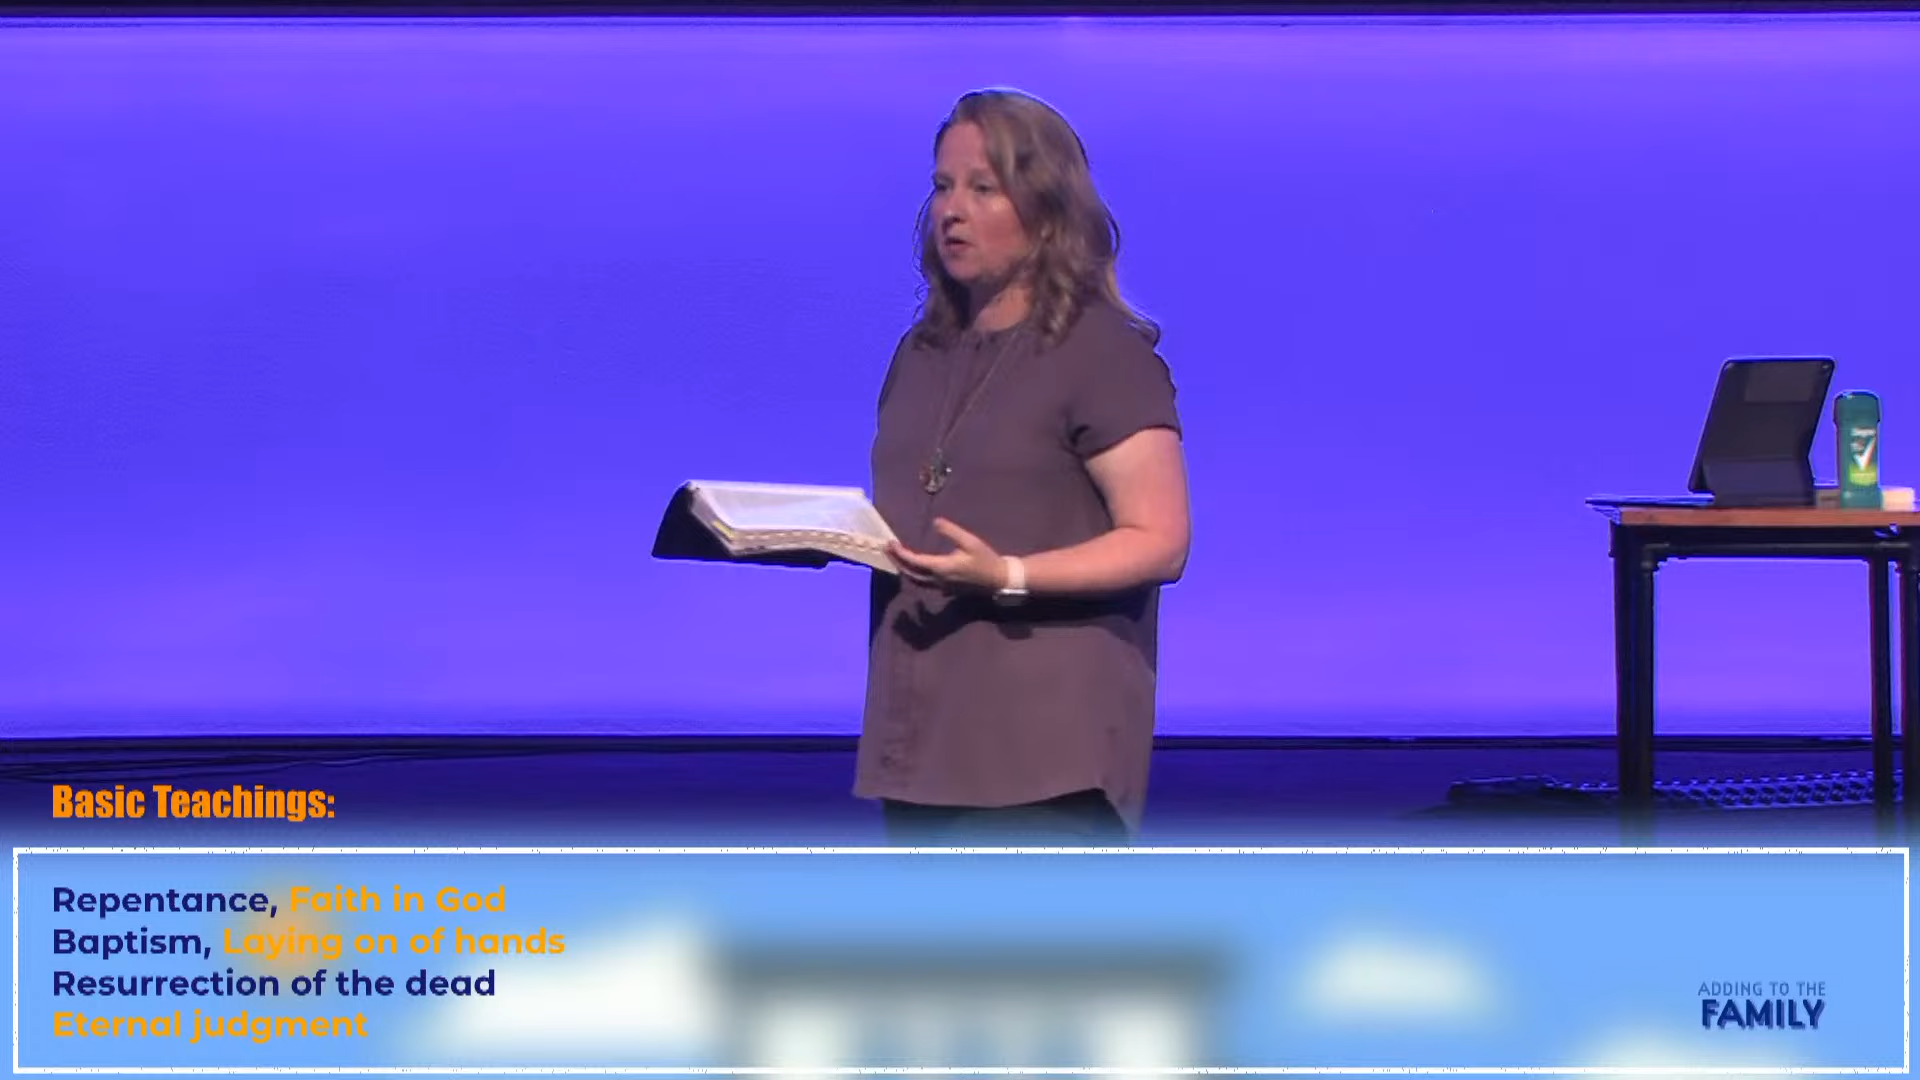 Basic Teachings:
Repentance, Faith in God
Baptism, Laying on of hands
Resurrection of the dead
Eternal judgment
ADDING TO THE
FAMILY